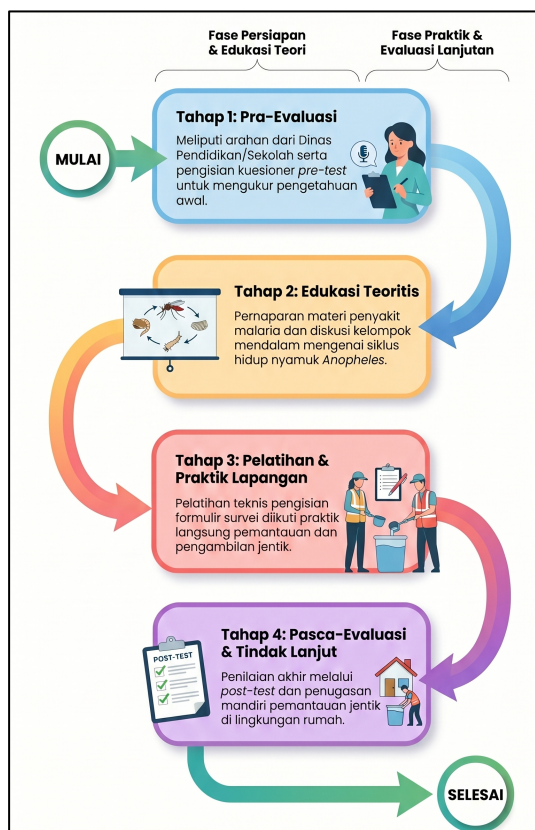 Fase Persiapan
& Edukasi Teori
Fase Praktik &
Evaluasi Lanjutan
MULAI
Tahap 1: Pra-Evaluasi
Meliputi arahan dari Dinas
Pendidikan/Sekolah serta
pengisian kuesioner pre-test
untuk mengukur pengetahuan
awal.
Tahap 2: Edukasi Teoritis
Pernaparan materi penyakit
malaria dan diskusi kelompok
mendalam mengenai siklus
hidup nyamuk Anopheles.
Tahap 3: Pelatihan &
Praktik Lapangan
Pelatihan teknis pengisian
formulir survei diikuti praktik
langsung pemantauan dan
pengambilan jentik.
Tahap 4: Pasca-Evaluasi
& Tindak Lanjut
POST-TEST
Penilaian akhir melalui
post-test dan penugasan
mandiri pemantauan jentik
di lingkungan rumah.
SELESAI